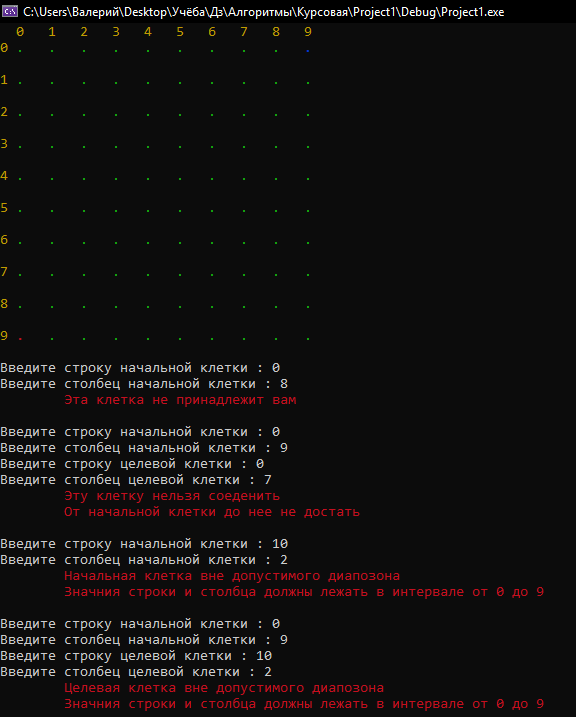 C:\Users\Валерий\Desktop\Учёба\Дз\Алгоритмы\Курсовая\Project1\Debug\Project1.exe
0 1 2 3 4 5 6 7 8 9
0 . . . . . . . . . .
1 . . . . . . . . . .
2 . . . . . . . . . .
3 . . . . . . . . . .
4 . . . . . . . . . .
5 . . . . . . . . . .
6 . . . . . . . . . .
7 . . . . . . . . . .
8 . . . . . . . . . .
9 . . . . . . . . . .
Введите строку начальной клетки : 0
Введите столбец начальной клетки : 8
Эта клетка не принадлежит вам
Введите строку начальной клетки : 0
Введите столбец начальной клетки : 9
Введите строку целевой клетки : 0
Введите столбец целевой клетки : 7
Эту клетку нельзя соеденить
От начальной клетки до нее не достать
Введите строку начальной клетки : 10
Введите столбец начальной клетки : 2
Начальная клетка вне допустимого диапозона
Значния строки и столбца должны лежать в интервале от 0 до 9
Введите строку начальной клетки : 0
Введите столбец начальной клетки : 9
Введите строку целевой клетки : 10
Введите столбец целевой клетки : 2
Целевая клетка вне допустимого диапозона
Значния строки и столбца должны лежать в интервале от 0 до 9